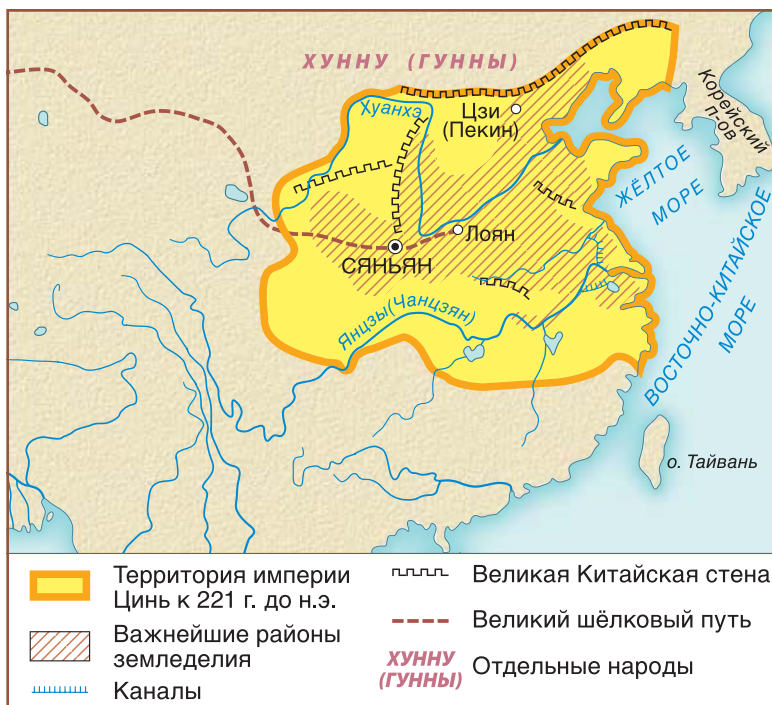 ХУННУ (ГУННЫ)
Хуанхэ
Цзи
(Пекин)
Корейский
п-ов
ЖЁЛТОЕ
МОРЕ
Лоян
СЯНЬЯН
Янцзы(Чанцзян)
ВОСТОЧНО-КИТАЙСКОЕ
МОРЕ
о. Тайвань
Территория империи
Цинь к 221 г. до н.э.
Важнейшие районы
земледелия
Каналы
Великая Китайская стена
Великий шёлковый путь
ХУННУ
(ГУННЫ)
Отдельные народы